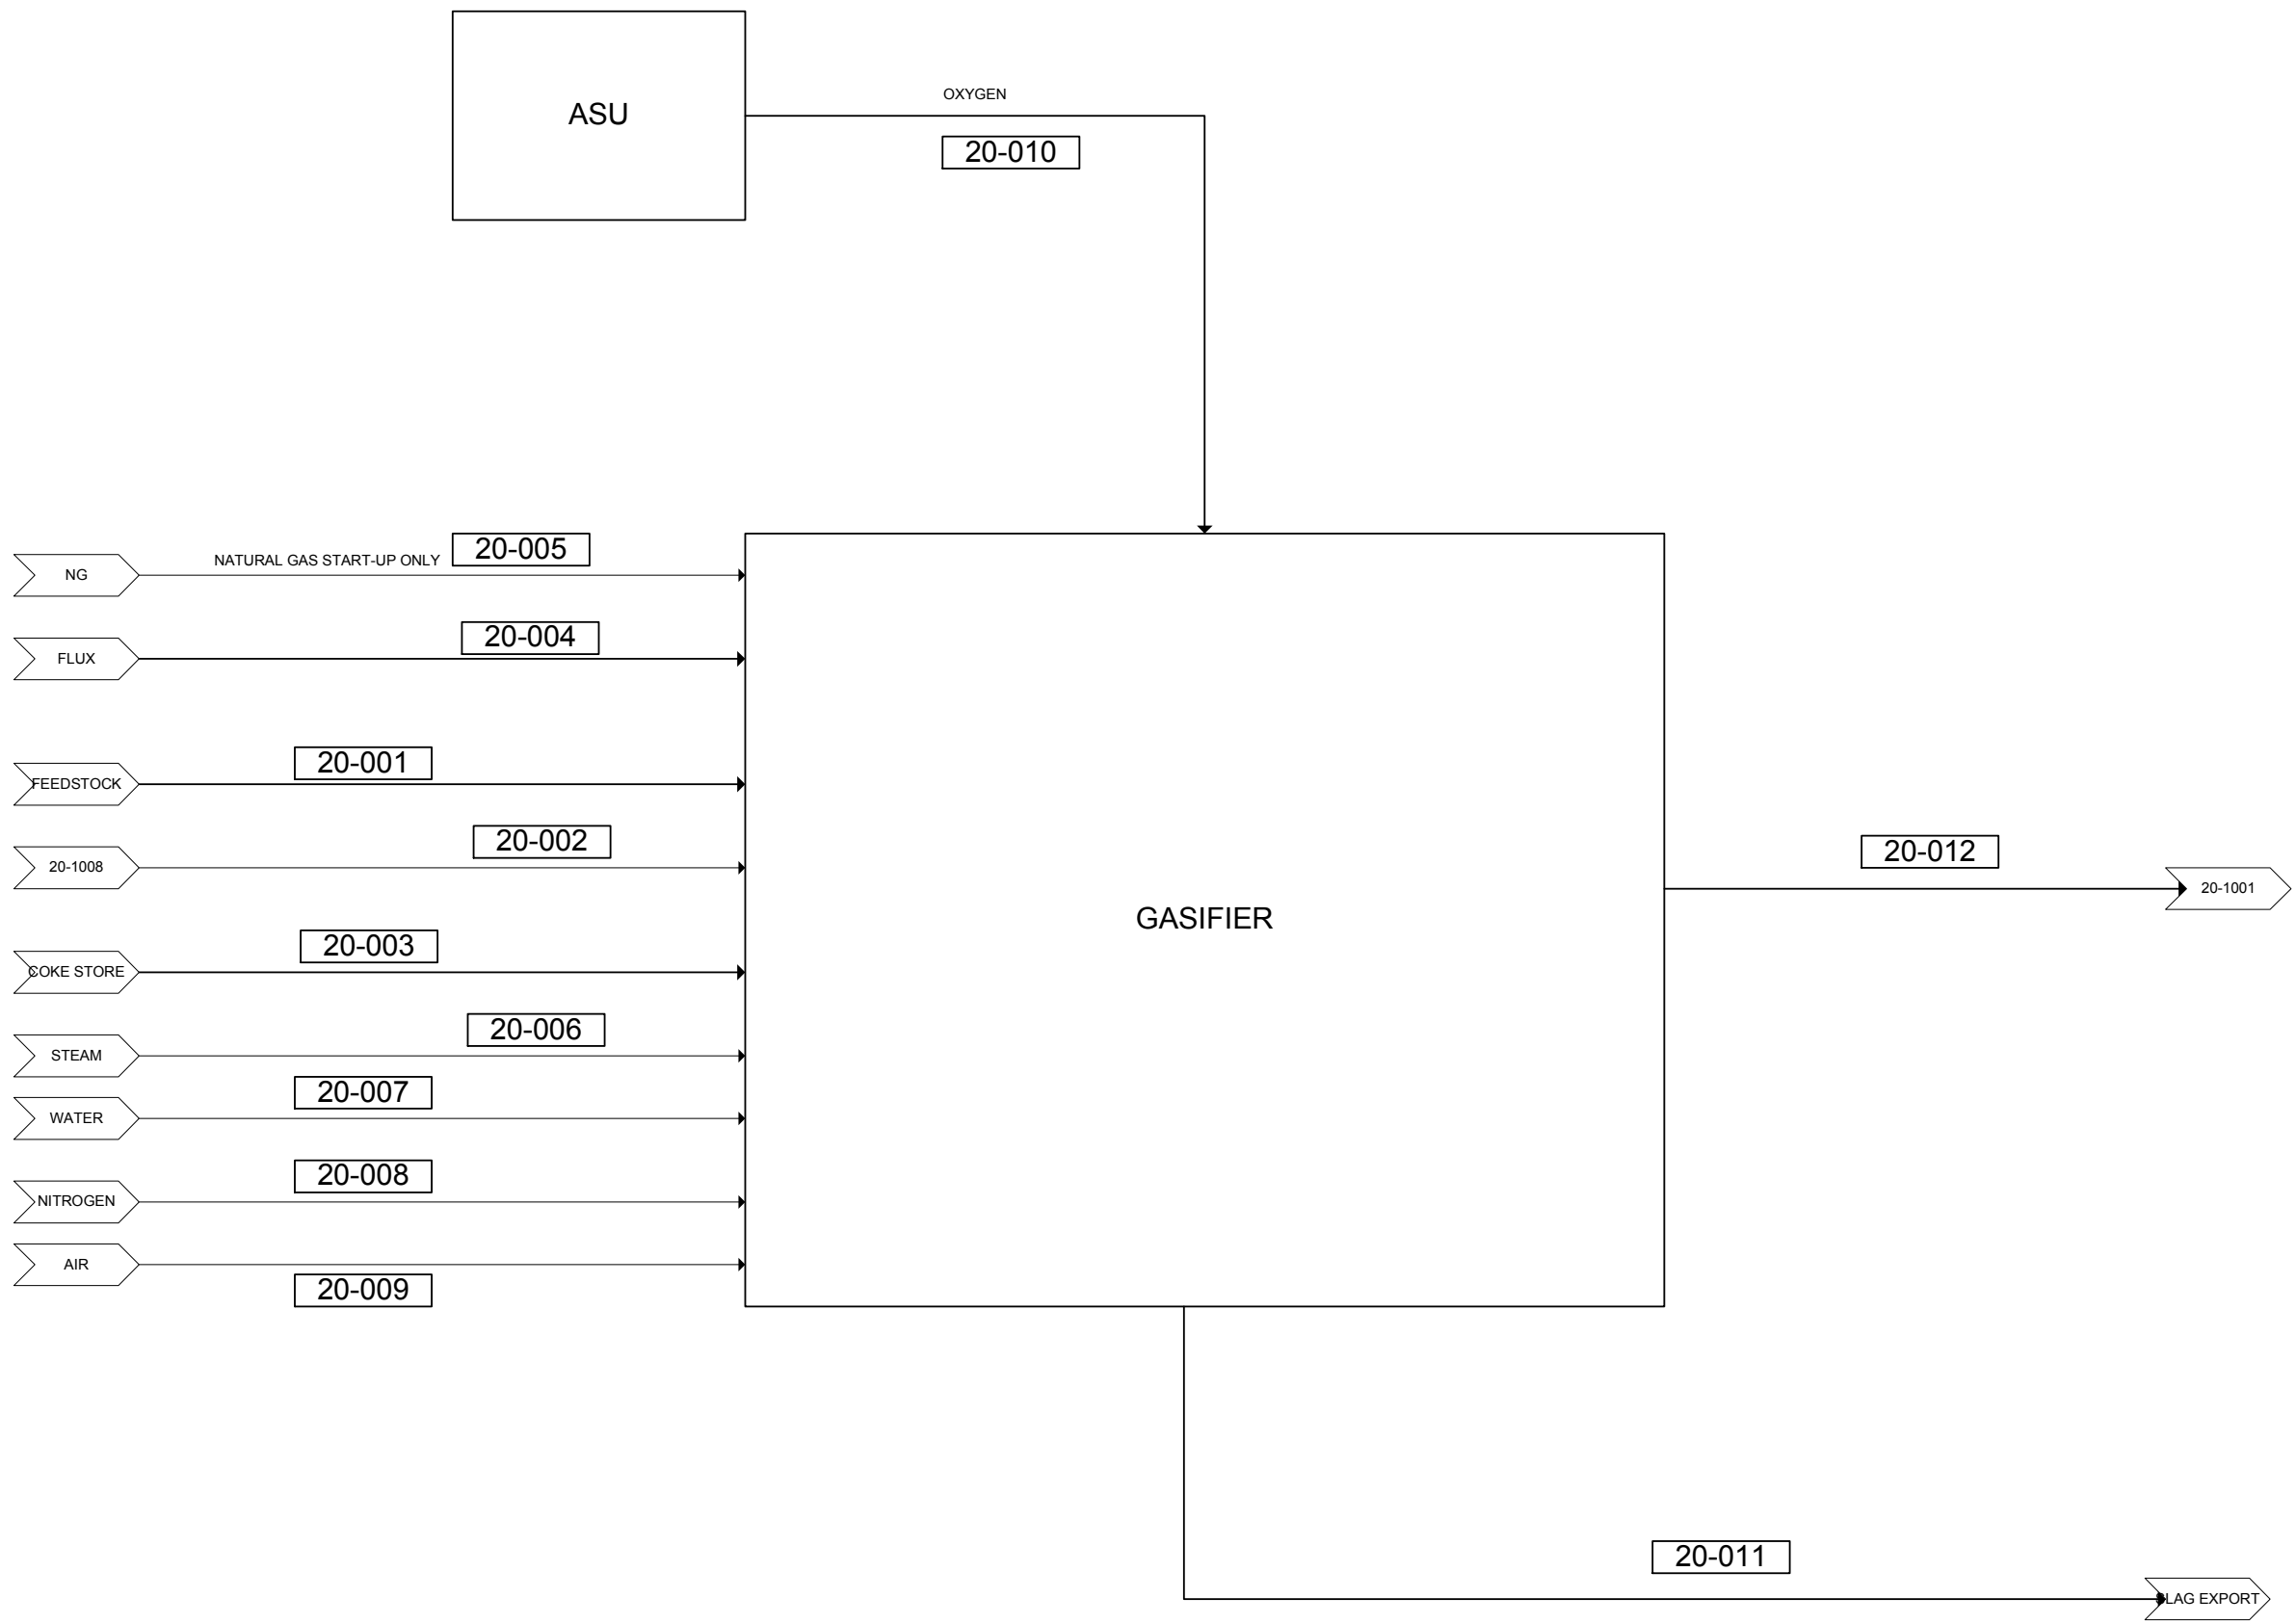 ASU
OXYGEN
20-010
NG
NATURAL GAS START-UP ONLY
20-005
FLUX
20-004
FEEDSTOCK
20-001
20-1008
20-002
COKE STORE
20-003
GASIFIER
20-012
20-1001
STEAM
20-006
WATER
20-007
NITROGEN
20-008
AIR
20-009
20-011
SLAG EXPORT